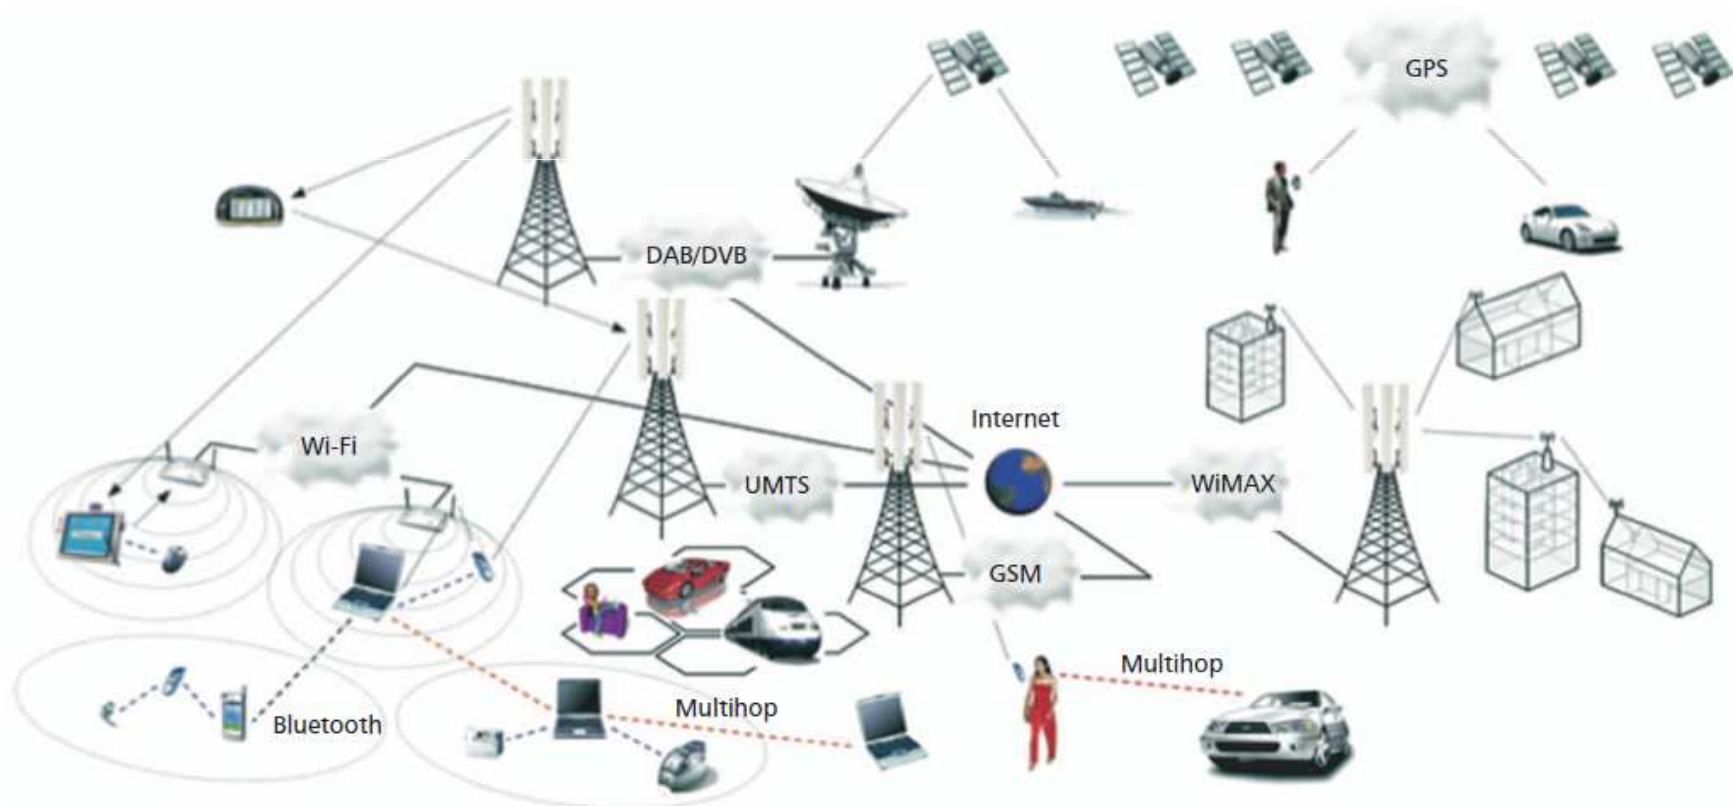 GPS
DAB/DVB
Internet
Wi-Fi
UMTS
WiMAX
GSM
Multihop
Bluetooth
Multihop